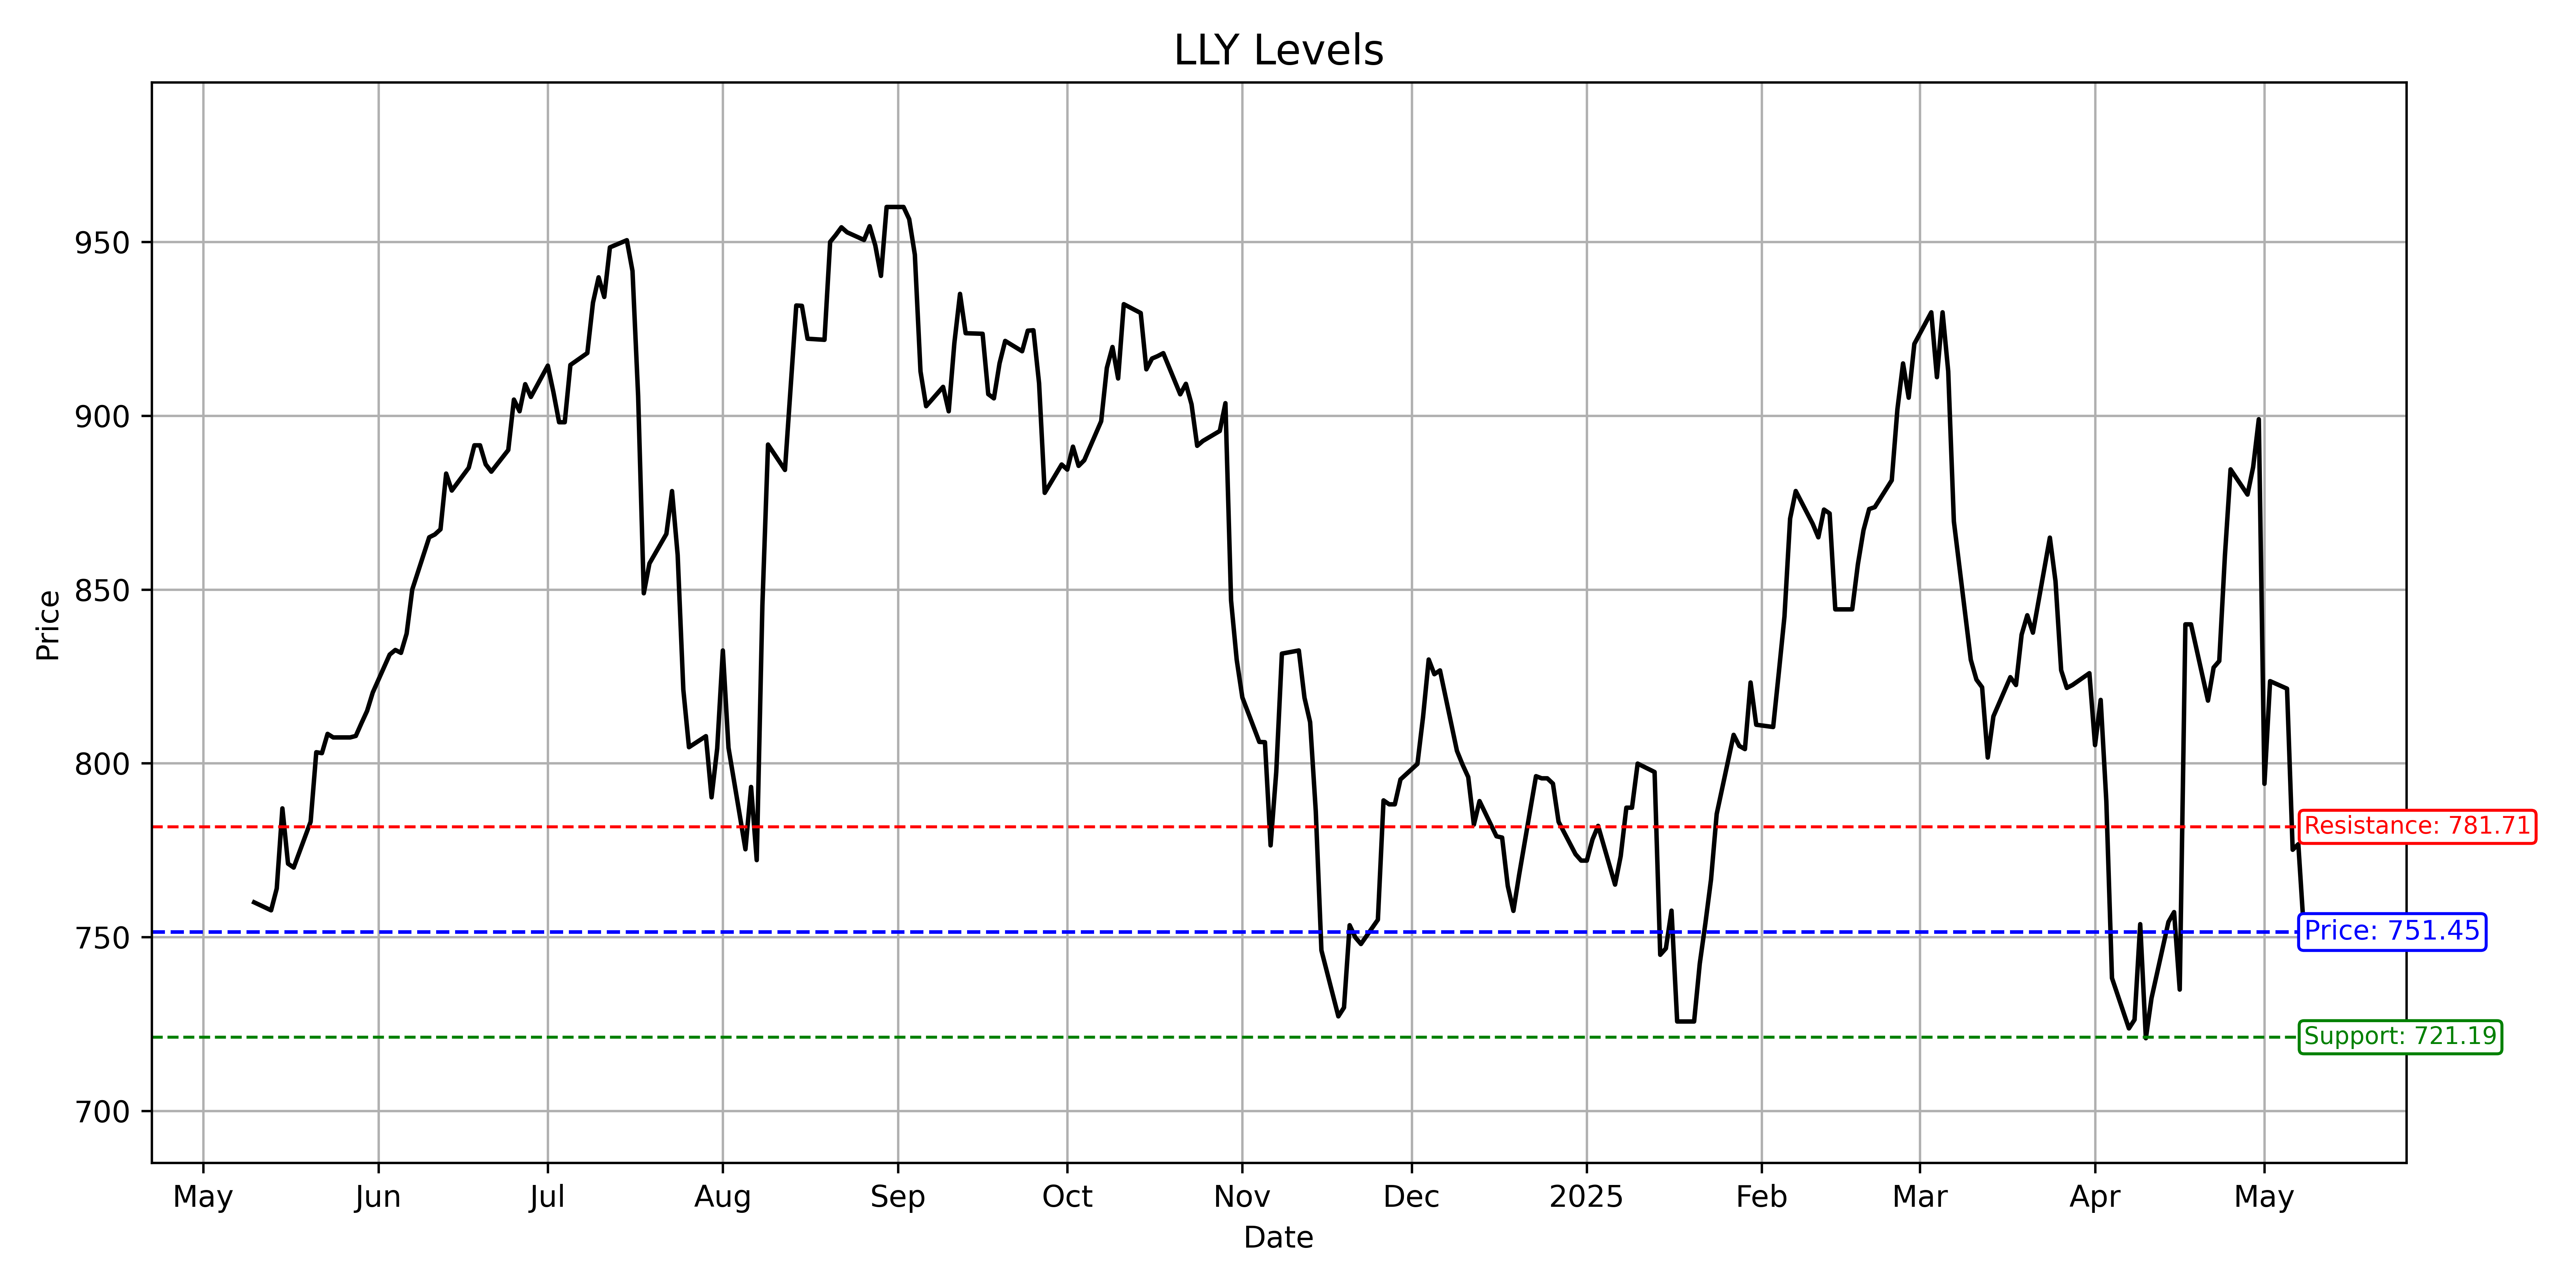 LLY Levels
Price
950
900
850
800
750
700
Resistance: 781.71
Price: 751.45
Support: 721.19
May Jun Jul Aug Sep Oct Nov Dec 2025 Feb Mar Apr May
Date